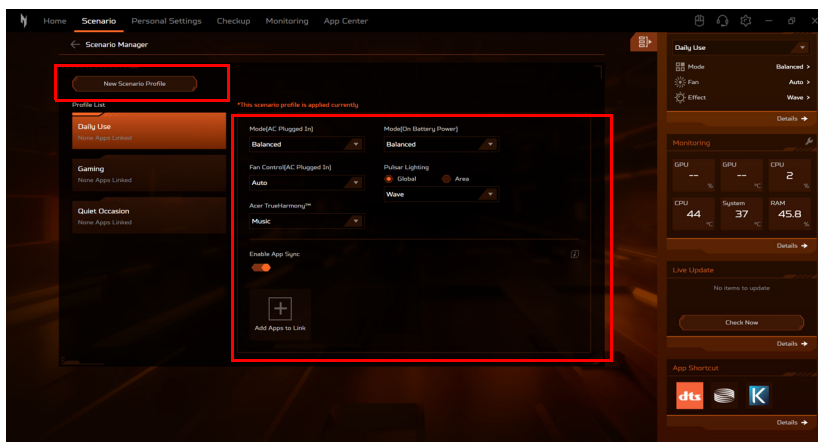 Home Scenario Personal Settings Checkup Monitoring App Center
Scenario Manager
New Scenario Profile
Profile List
Daily Use
None Apps Linked
Gaming
None Apps Linked
Quiet Occasion
None Apps Linked
*This scenario profile is applied currently
Mode(AC Plugged In)
Balanced
Mode(On Battery Power)
Balanced
Fan Control(AC Plugged In)
Auto
Pulsar Lighting
Global Area
Wave
Acer TrueHarmony™
Music
Enable App Sync
Add Apps to Link
Daily Use
Mode Balanced >
Fan Auto >
Effect Wave >
Details
Monitoring
GPU GPU CPU
-- -- 2
% °C %
CPU System RAM
44 37 45.8
°C °C %
Details
Live Update
No items to update
Check Now
Details
App Shortcut
dts K
Details